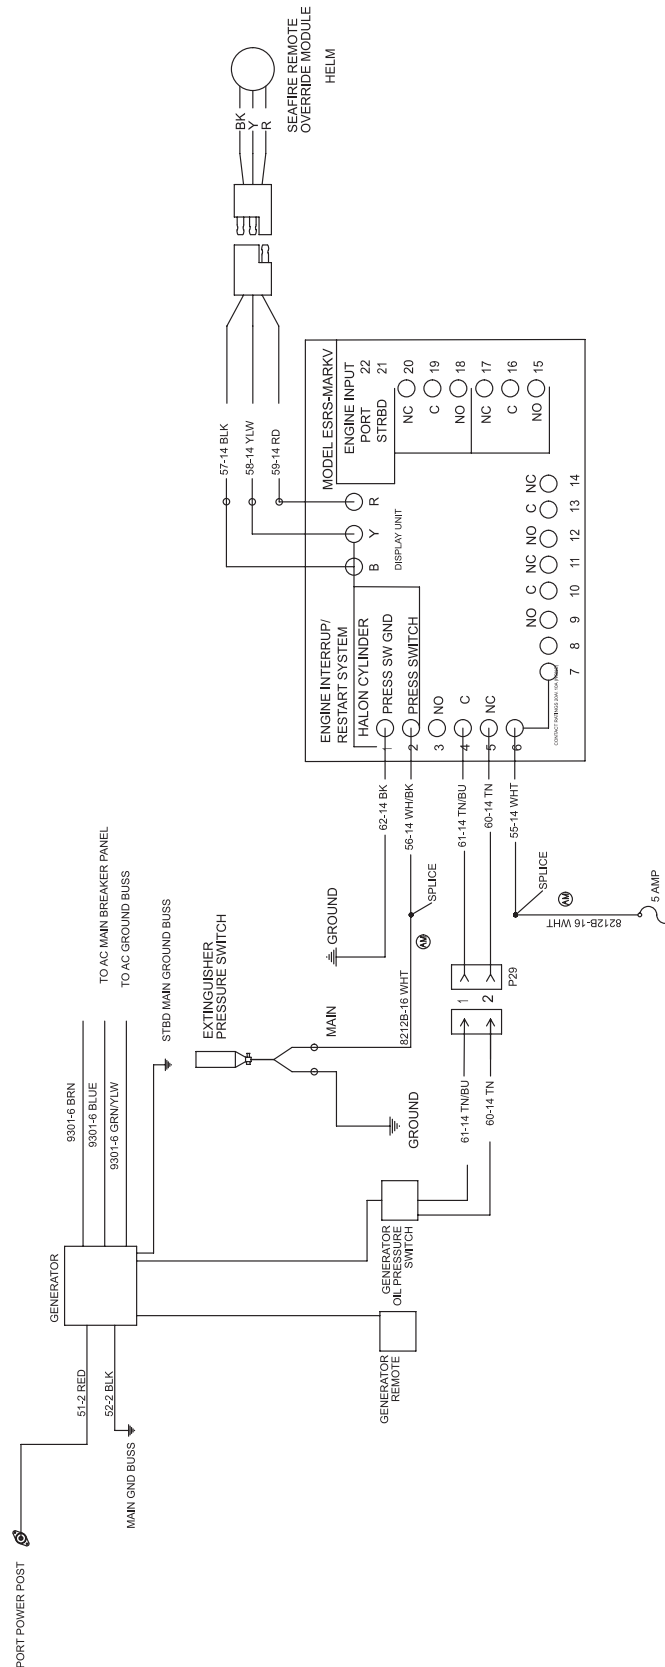 SEAFIRE REMOTE
OVERRIDE MODULE
HELM
BK
Y
R
57-14 BLK
58-14 YLW
59-14 RD
MODEL ESRS-MARKV
ENGINE INPUT
PORT 22
STRBD 21
NC 20
C 19
NO 18
NC 17
C 16
NO 15
R
Y
B
DISPLAY UNIT
NC 14
C 13
NO 12
NC 11
C 10
NO 9
8
7
ENGINE INTERRUP/
RESTART SYSTEM
HALON CYLINDER
1 PRESS SW GND
2 PRESS SWITCH
3 NO
4 C
5 NC
6
62-14 BK
56-14 WH/BK
61-14 TN/BU
60-14 TN
55-14 WHT
SPLICE
SPLICE
AM
AM
8212B-16 WHT
8212B-16 WHT
5 AMP
GROUND
P29
1
2
TO AC MAIN BREAKER PANEL
TO AC GROUND BUSS
STBD MAIN GROUND BUSS
EXTINGUISHER
PRESSURE SWITCH
MAIN
GROUND
61-14 TN/BU
60-14 TN
9301-6 BRN
9301-6 BLUE
9301-6 GRN/YLW
GENERATOR
GENERATOR
OIL PRESSURE
SWITCH
GENERATOR
REMOTE
51-2 RED
52-2 BLK
MAIN GND BUSS
PORT POWER POST